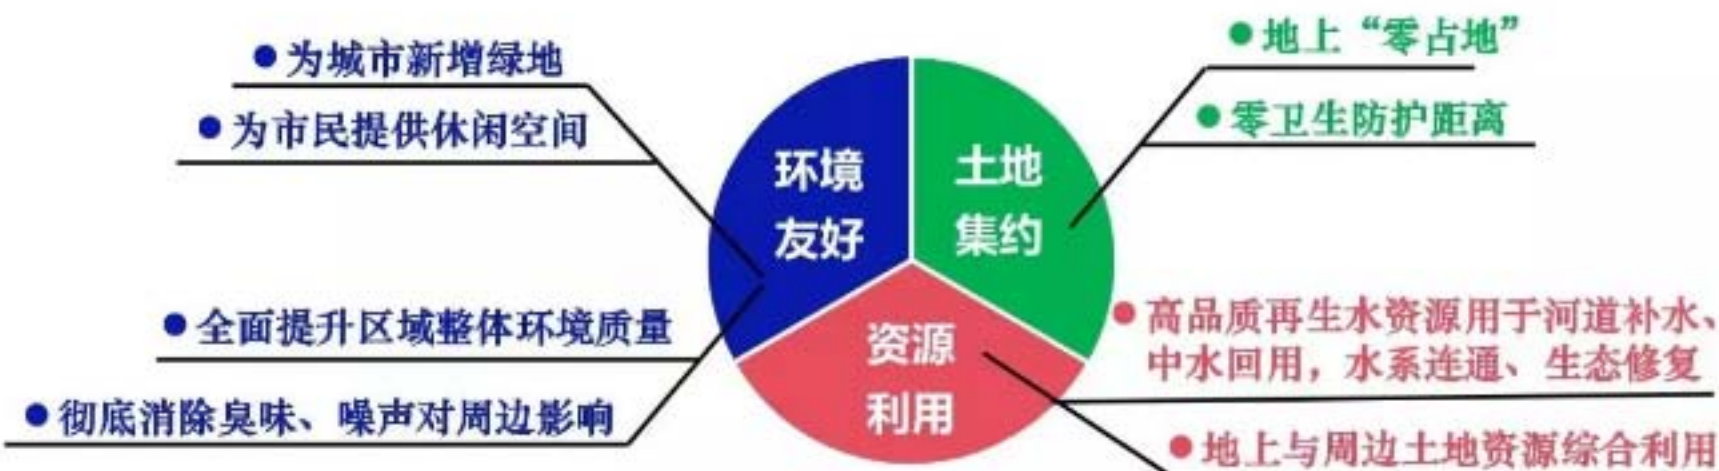 ● 为城市新增绿地
● 为市民提供休闲空间
● 全面提升区域整体环境质量
● 彻底消除臭味、噪声对周边影响
环境
友好
土地
集约
资源
利用
● 地上“零占地”
● 零卫生防护距离
● 高品质再生水资源用于河道补水、
中水回用，水系连通、生态修复
● 地上与周边土地资源综合利用